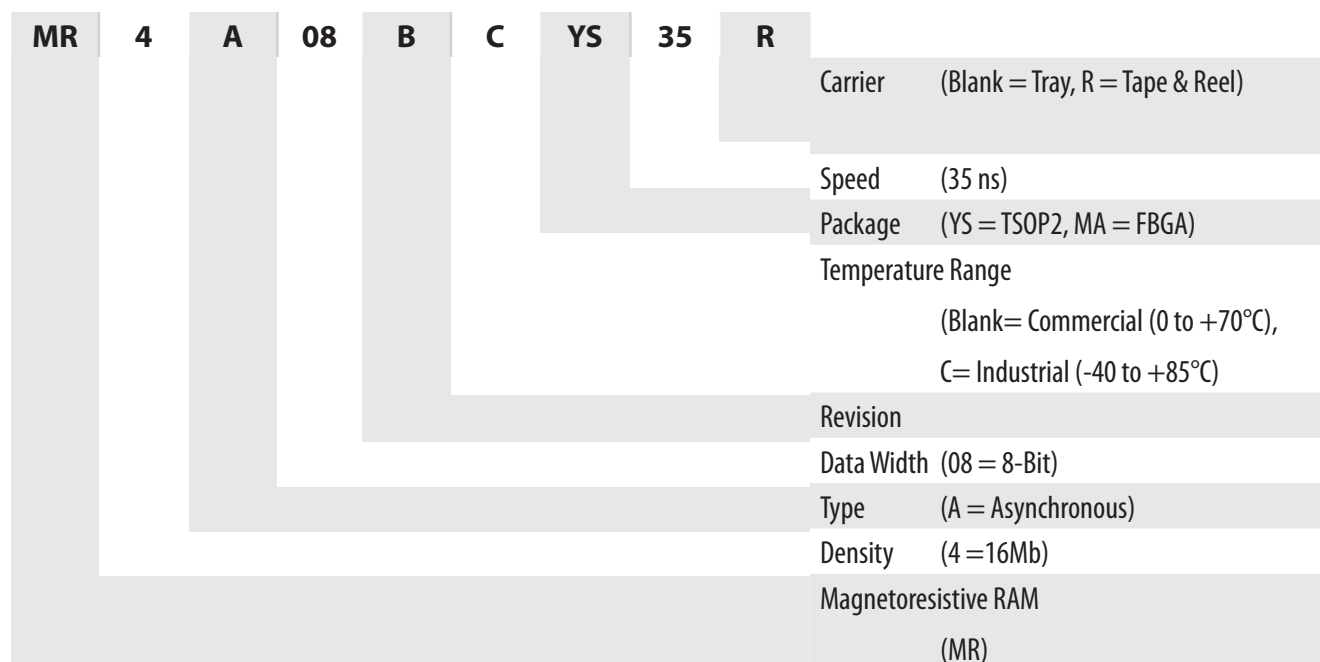 MR 4 A 08 B C YS 35 R
Carrier (Blank = Tray, R = Tape & Reel)
Speed (35 ns)
Package (YS = TSOP2, MA = FBGA)
Temperature Range
(Blank= Commercial (0 to +70°C),
C= Industrial (-40 to +85°C)
Revision
Data Width (08 = 8-Bit)
Type (A = Asynchronous)
Density (4 =16Mb)
Magnetoresistive RAM
(MR)